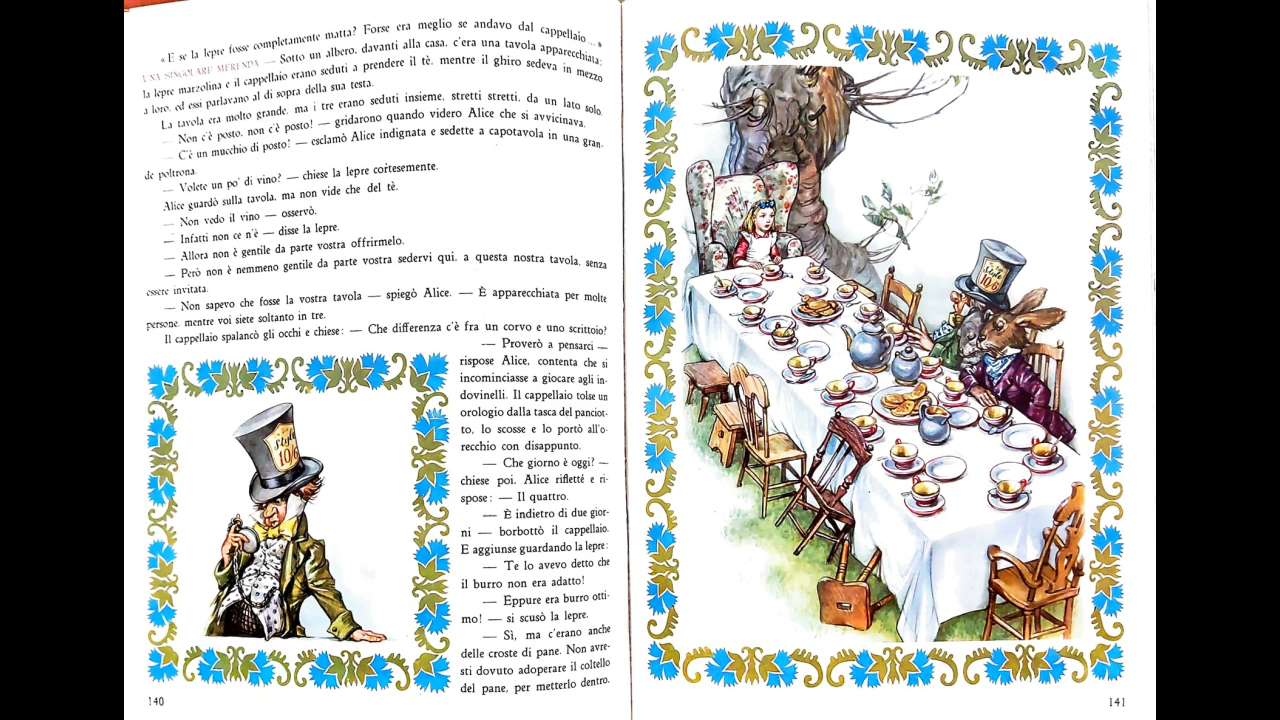 « E se la lepre fosse completamente matta? Forse era meglio se andavo dal cappellaio... »
UNA SINGOLARE MERENDA — Sotto un albero, davanti alla casa, c'era una tavola apparecchiata;
la lepre marzolina e il cappellaio erano seduti a prendere il tè, mentre il ghiro sedeva in mezzo
a loro, ed essi parlavano al di sopra della sua testa.
La tavola era molto grande, ma i tre erano seduti insieme, stretti stretti, da un lato solo.
— Non c'è posto, non c'è posto! — gridarono quando videro Alice che si avvicinava.
— C'è un mucchio di posto! — esclamò Alice indignata e sedette a capotavola in una gran-
de poltrona.
— Volete un po' di vino? — chiese la lepre cortesemente.
Alice guardò sulla tavola, ma non vide che del tè.
— Non vedo il vino — osservò.
— Infatti non ce n'è — disse la lepre.
— Allora non è gentile da parte vostra offrirmelo.
— Però non è nemmeno gentile da parte vostra sedervi qui, a questa nostra tavola, senza
essere invitata.
— Non sapevo che fosse la vostra tavola — spiegò Alice. — È apparecchiata per molte
persone, mentre voi siete soltanto in tre.
Il cappellaio spalancò gli occhi e chiese: — Che differenza c'è fra un corvo e uno scrittoio?
— Proverò a pensarci —
rispose Alice, contenta che si
incominciasse a giocare agli in-
dovinelli. Il cappellaio tolse un
orologio dalla tasca del panciot-
to, lo scosse e lo portò all'o-
recchio con disappunto.
— Che giorno è oggi? —
chiese poi. Alice rifletté e ri-
spose: — Il quattro.
— È indietro di due gior-
ni — borbottò il cappellaio.
E aggiunse guardando la lepre:
— Te lo avevo detto che
il burro non era adatto!
— Eppure era burro otti-
mo! — si scusò la lepre.
— Sì, ma c'erano anche
delle croste di pane. Non avre-
sti dovuto adoperare il coltello
del pane, per metterlo dentro.
Style
10/6
140
Style
10/6
141